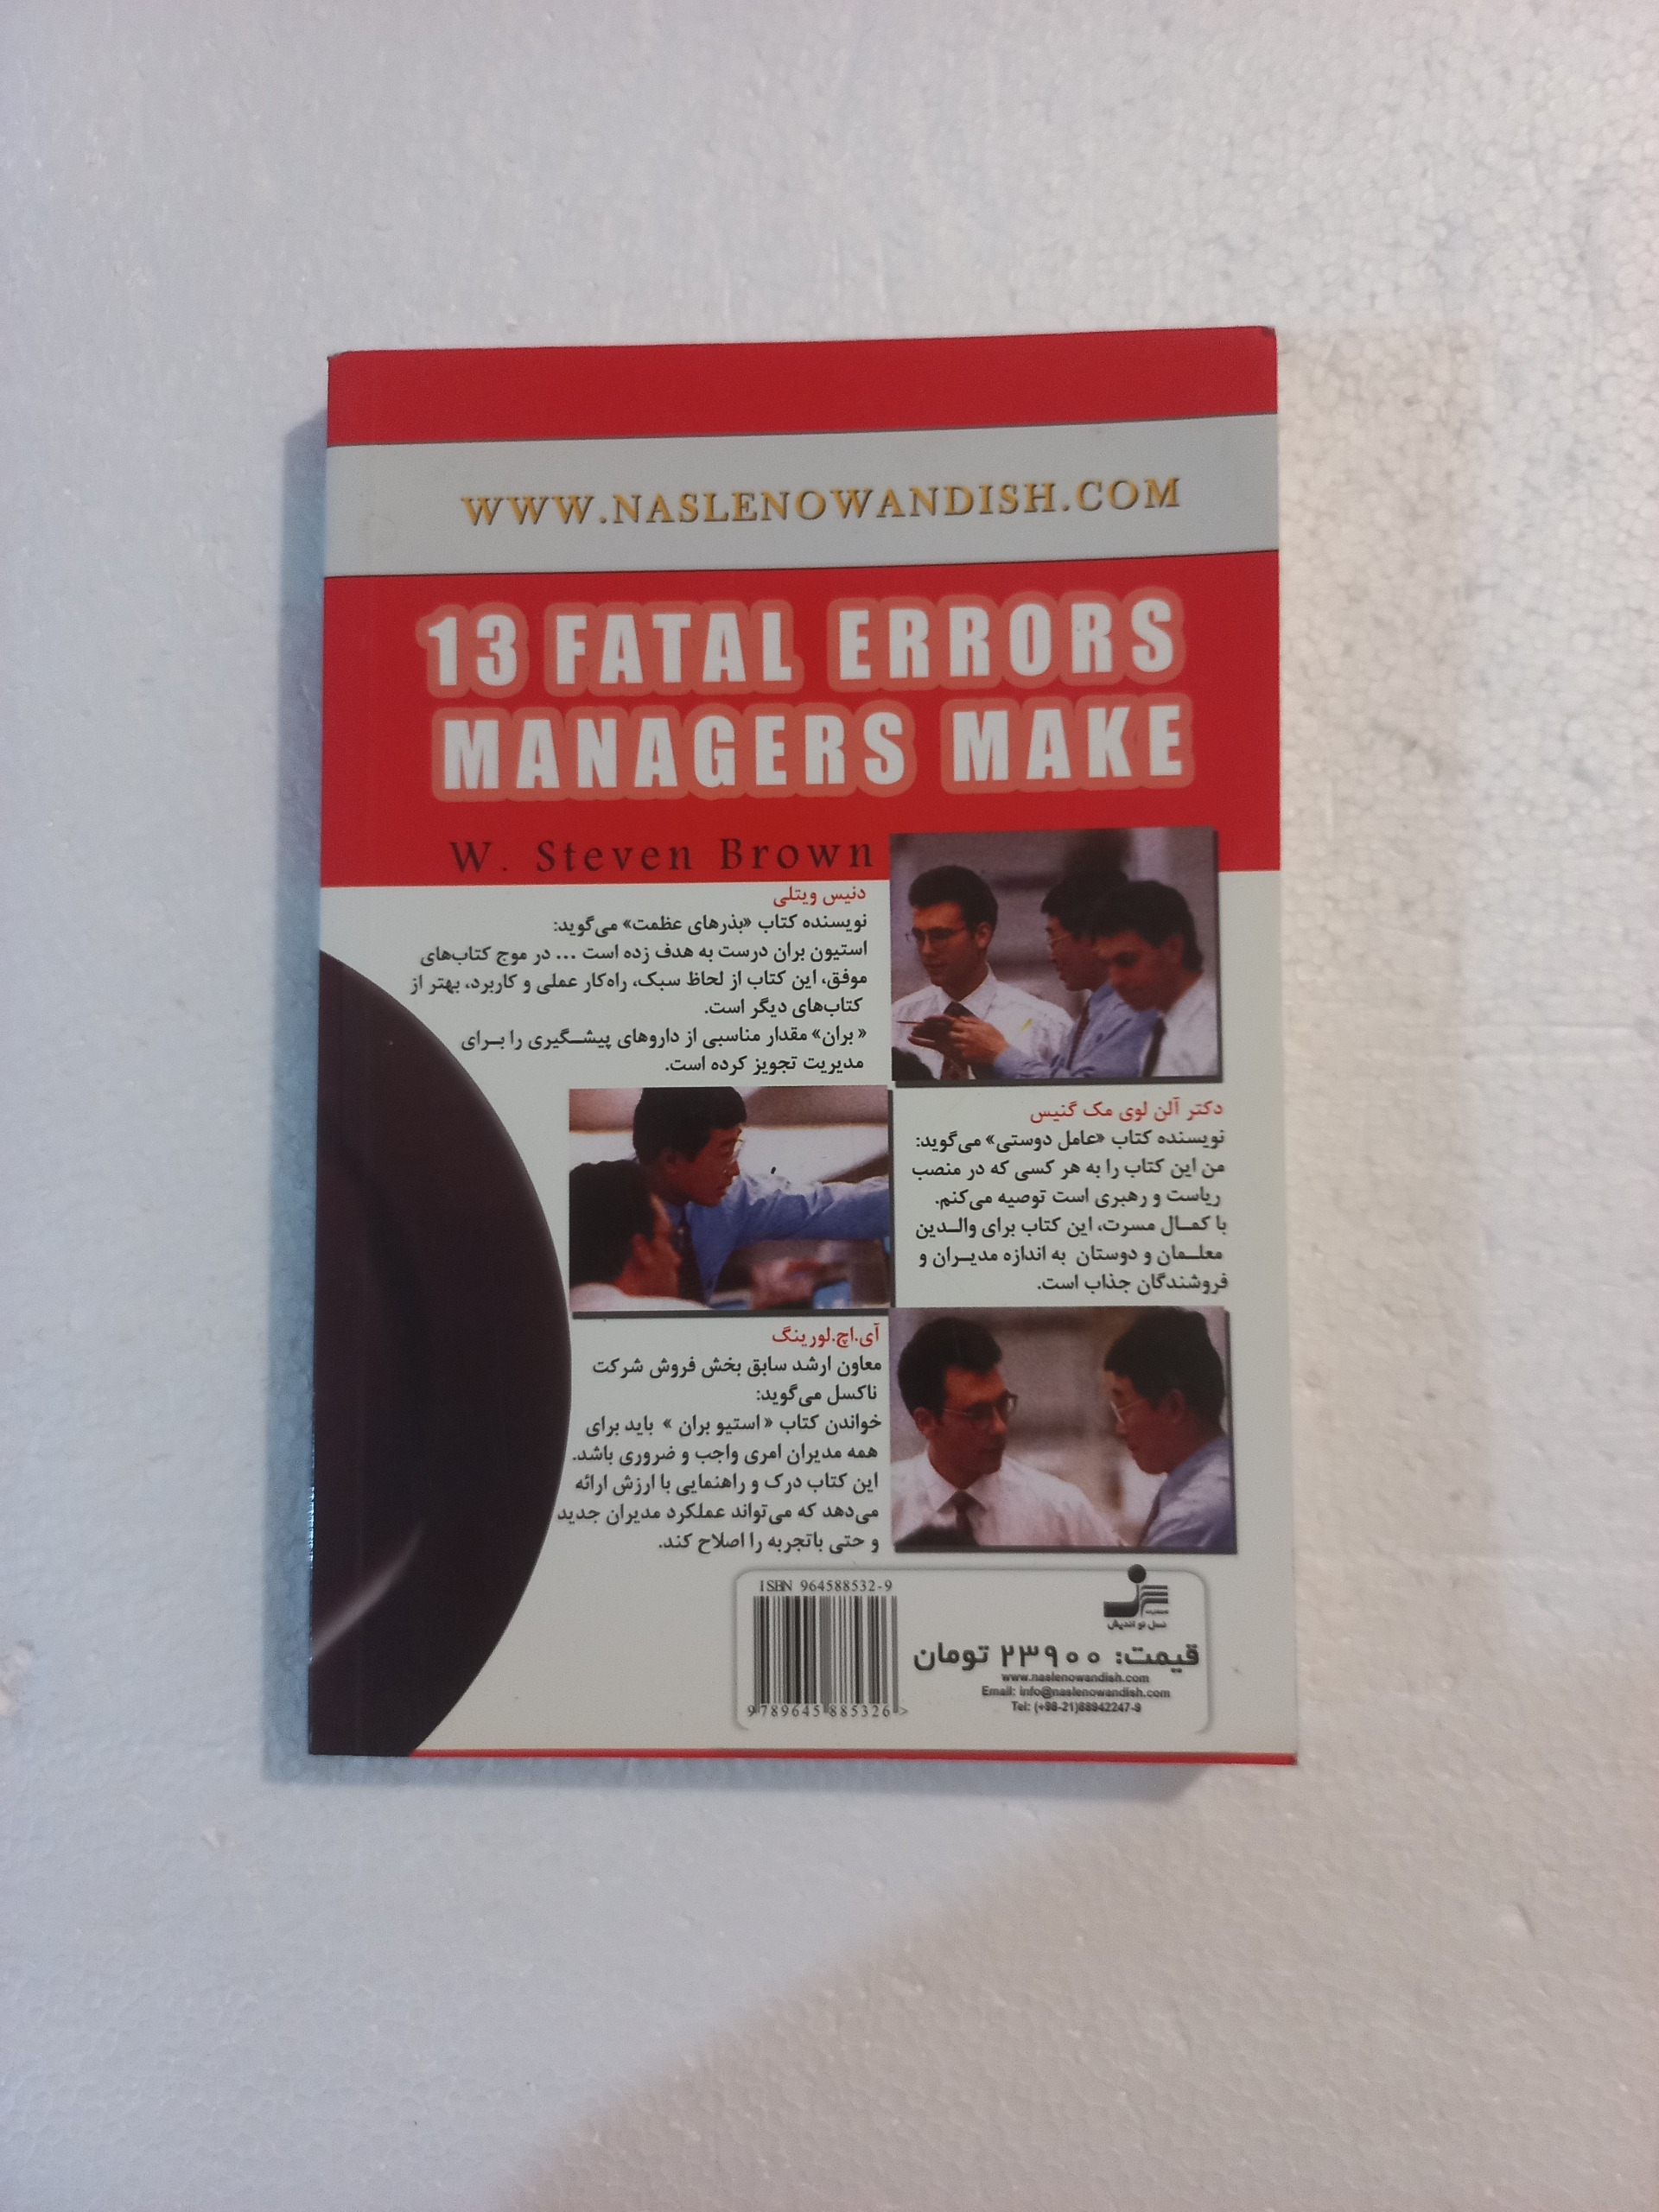 WWW.NASLENOWANDISH.COM
13 FATAL ERRORS
MANAGERS MAKE
W. Steven Brown
دنیس ویتلی
نویسنده کتاب «بذرهای عظمت» می‌گوید:
استیون بران درست به هدف زده است ... در موج کتاب‌های
موفق، این کتاب از لحاظ سبک، راه‌کار عملی و کاربرد، بهتر از
کتاب‌های دیگر است.
«بران» مقدار مناسبی از داروهای پیشگیری را برای
مدیریت تجویز کرده است.
دکتر آلن لوی مک گنیس
نویسنده کتاب «عامل دوستی» می‌گوید:
من این کتاب را به هر کسی که در منصب
ریاست و رهبری است توصیه می‌کنم.
با کمال مسرت، این کتاب برای والدین
معلمان و دوستان به اندازه مدیران و
فروشندگان جذاب است.
آی.اچ.لورینگ
معاون ارشد سابق بخش فروش شرکت
ناکسل می‌گوید:
خواندن کتاب «استیو بران» باید برای
همه مدیران امری واجب و ضروری باشد.
این کتاب درک و راهنمایی با ارزش ارائه
می‌دهد که می‌تواند عملکرد مدیران جدید
و حتی باتجربه را اصلاح کند.
ISBN 964588532-9
9 789645 885326 >
نسل نو اندیش
قیمت: ۲۳۹۰۰ تومان
www.naslenowandish.com
Email: info@naslenowandish.com
Tel: (+98-21)88942247-9